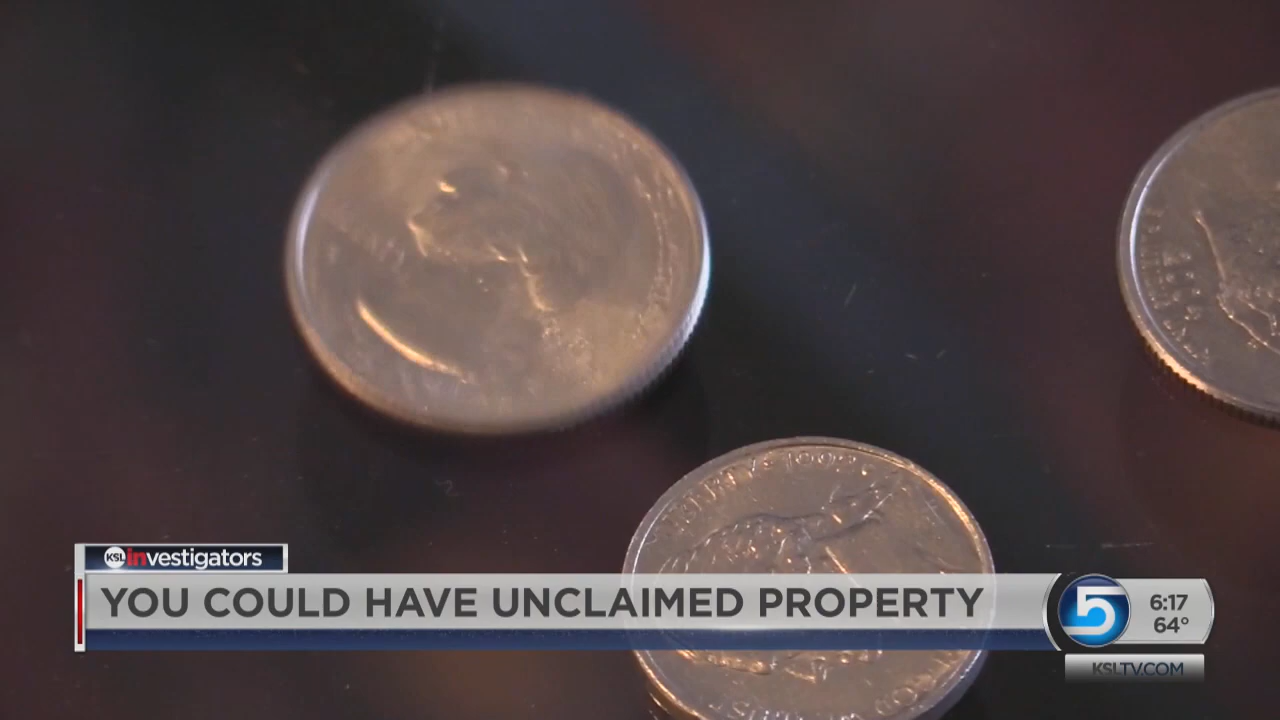 KSL investigators
YOU COULD HAVE UNCLAIMED PROPERTY
5
6:17
64°
KSLTV.COM